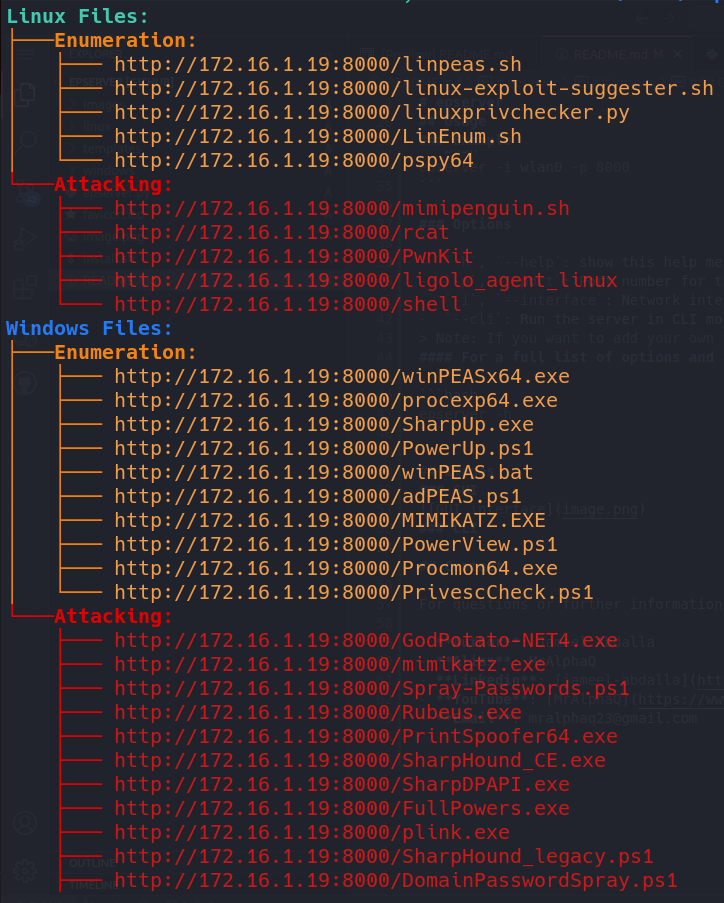 Linux Files:
Enumeration:
http://172.16.1.19:8000/linpeas.sh
http://172.16.1.19:8000/linux-exploit-suggester.sh
http://172.16.1.19:8000/linuxprivchecker.py
http://172.16.1.19:8000/LinEnum.sh
http://172.16.1.19:8000/pspy64
Attacking:
http://172.16.1.19:8000/mimipenguin.sh
http://172.16.1.19:8000/rcat
http://172.16.1.19:8000/PwnKit
http://172.16.1.19:8000/ligolo_agent_linux
http://172.16.1.19:8000/shell
Windows Files:
Enumeration:
http://172.16.1.19:8000/winPEASx64.exe
http://172.16.1.19:8000/procexp64.exe
http://172.16.1.19:8000/SharpUp.exe
http://172.16.1.19:8000/PowerUp.ps1
http://172.16.1.19:8000/winPEAS.bat
http://172.16.1.19:8000/adPEAS.ps1
http://172.16.1.19:8000/MIMIKATZ.EXE
http://172.16.1.19:8000/PowerView.ps1
http://172.16.1.19:8000/Procmon64.exe
http://172.16.1.19:8000/PrivescCheck.ps1
Attacking:
http://172.16.1.19:8000/GodPotato-NET4.exe
http://172.16.1.19:8000/mimikatz.exe
http://172.16.1.19:8000/Spray-Passwords.ps1
http://172.16.1.19:8000/Rubeus.exe
http://172.16.1.19:8000/PrintSpoofer64.exe
http://172.16.1.19:8000/SharpHound_CE.exe
http://172.16.1.19:8000/SharpDPAPI.exe
http://172.16.1.19:8000/FullPowers.exe
http://172.16.1.19:8000/plink.exe
http://172.16.1.19:8000/SharpHound_legacy.ps1
http://172.16.1.19:8000/DomainPasswordSpray.ps1